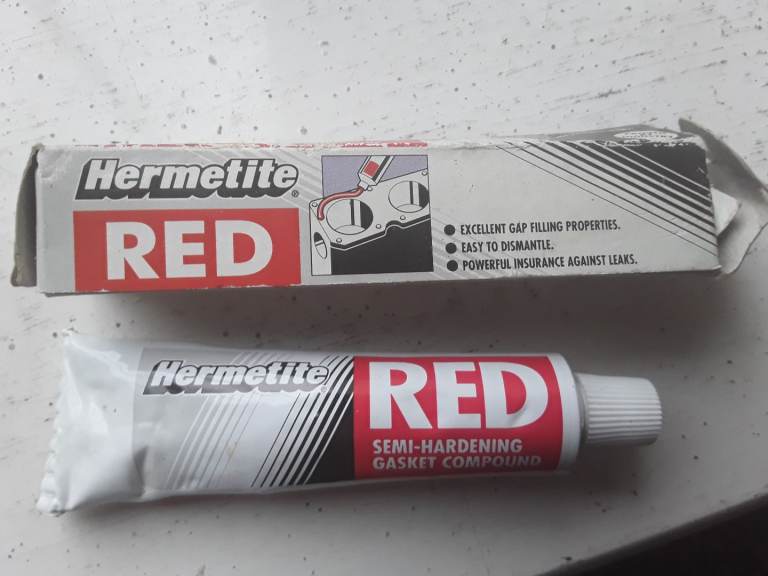 Hermetite®
RED
● EXCELLENT GAP FILLING PROPERTIES.
● EASY TO DISMANTLE.
● POWERFUL INSURANCE AGAINST LEAKS.
Hermetite
RED
SEMI-HARDENING
GASKET COMPOUND